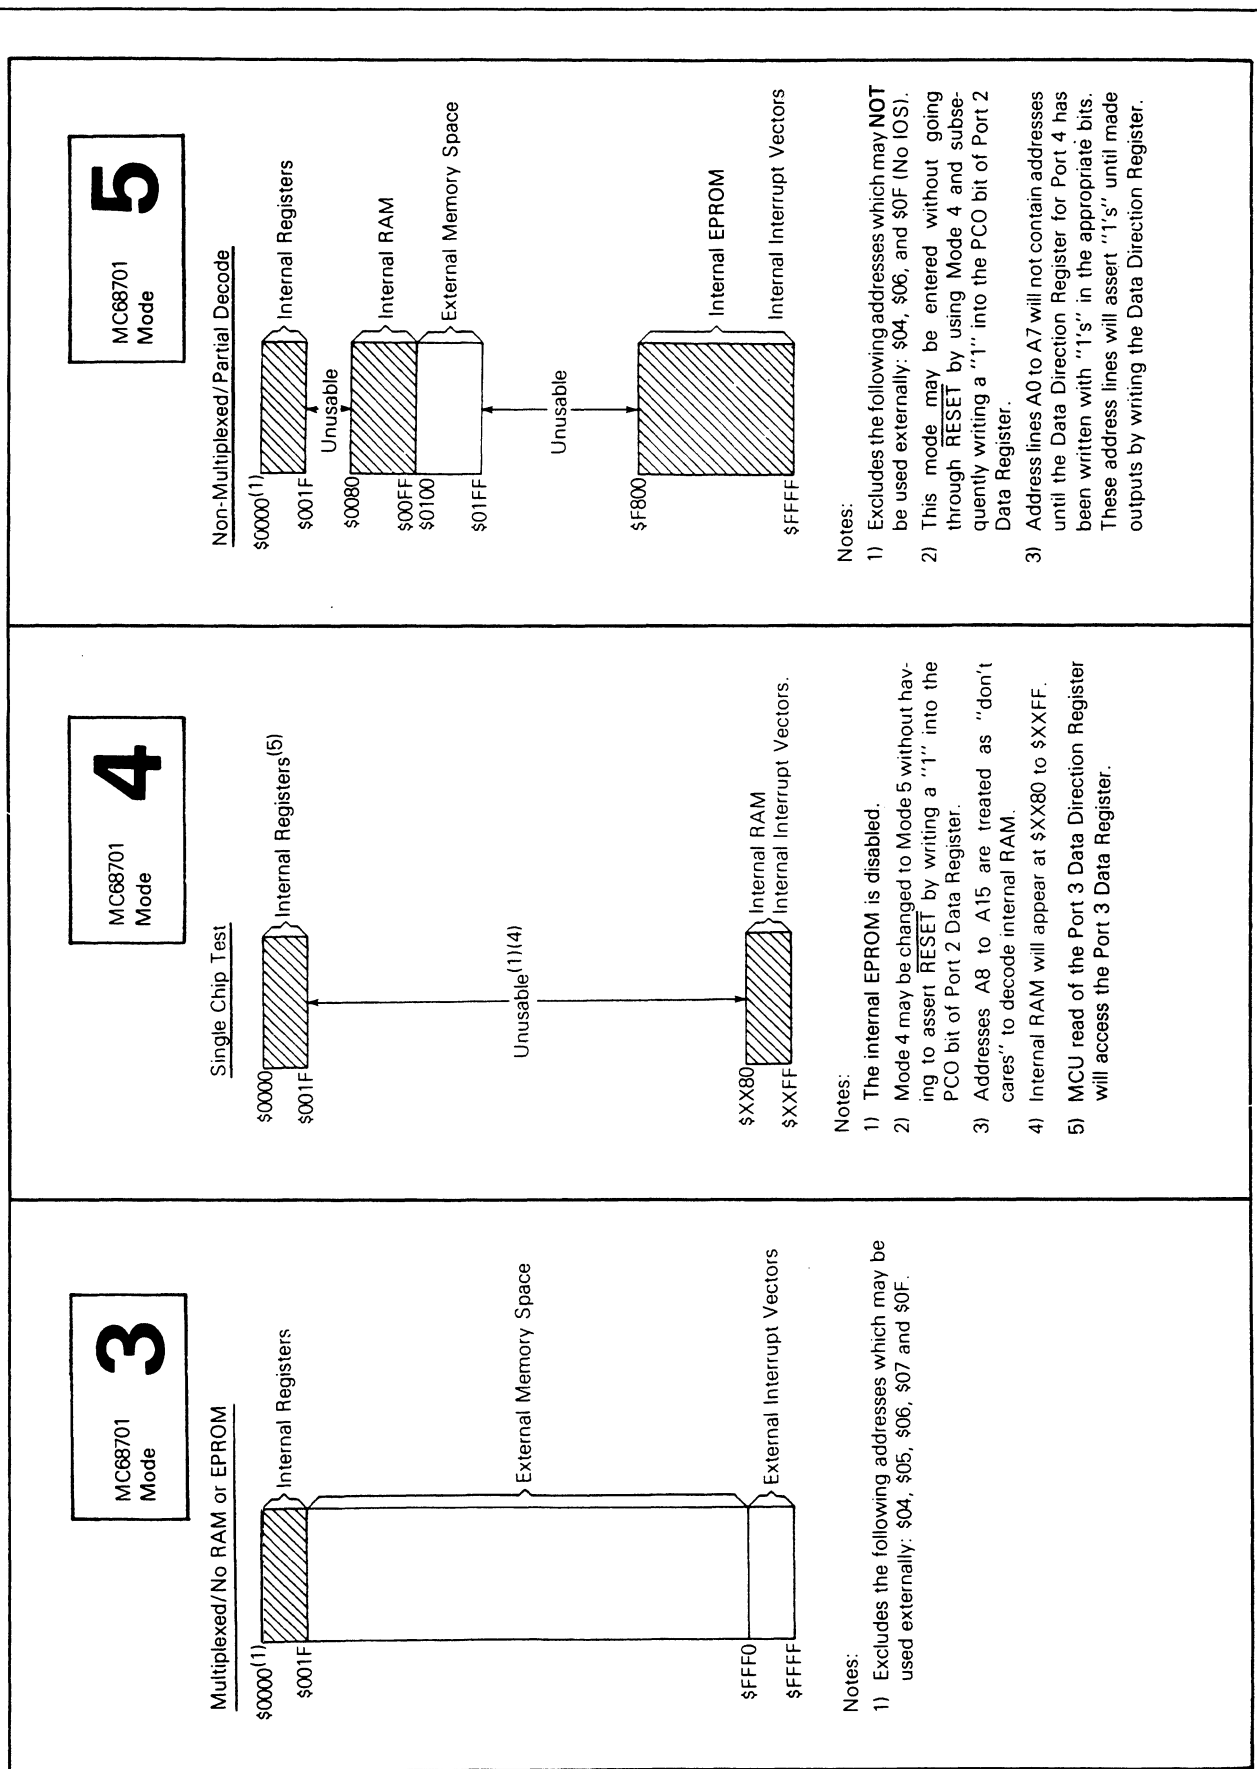 MC68701
Mode 3
Multiplexed/No RAM or EPROM
$0000(1)
Internal Registers
$001F
External Memory Space
$FFF0
External Interrupt Vectors
$FFFF
Notes:
1) Excludes the following addresses which may be
used externally: $04, $05, $06, $07 and $0F.
MC68701
Mode 4
Single Chip Test
$0000
Internal Registers(5)
$001F
Unusable(1)(4)
$XX80
Internal RAM
Internal Interrupt Vectors.
$XXFF
Notes:
1) The internal EPROM is disabled.
2) Mode 4 may be changed to Mode 5 without hav-
ing to assert RESET by writing a "1" into the
PCO bit of Port 2 Data Register.
3) Addresses A8 to A15 are treated as "don't
cares" to decode internal RAM.
4) Internal RAM will appear at $XX80 to $XXFF.
5) MCU read of the Port 3 Data Direction Register
will access the Port 3 Data Register.
MC68701
Mode 5
Non-Multiplexed/Partial Decode
$0000(1)
Internal Registers
$001F
Unusable
$0080
Internal RAM
$00FF
$0100
External Memory Space
$01FF
Unusable
$F800
Internal EPROM
Internal Interrupt Vectors
$FFFF
Notes:
1) Excludes the following addresses which may NOT
be used externally: $04, $06, and $0F (No IOS).
2) This mode may be entered without going
through RESET by using Mode 4 and subse-
quently writing a "1" into the PCO bit of Port 2
Data Register.
3) Address lines A0 to A7 will not contain addresses
until the Data Direction Register for Port 4 has
been written with "1's" in the appropriate bits.
These address lines will assert "1's" until made
outputs by writing the Data Direction Register.